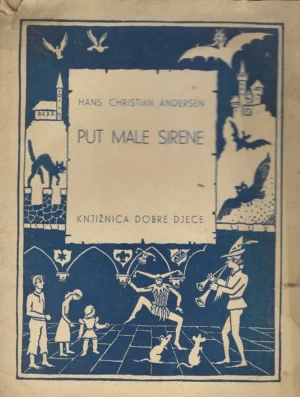 HANS CHRISTIAN ANDERSEN
PUT MALE SIRENE
KNJIŽNICA DOBRE DJECE